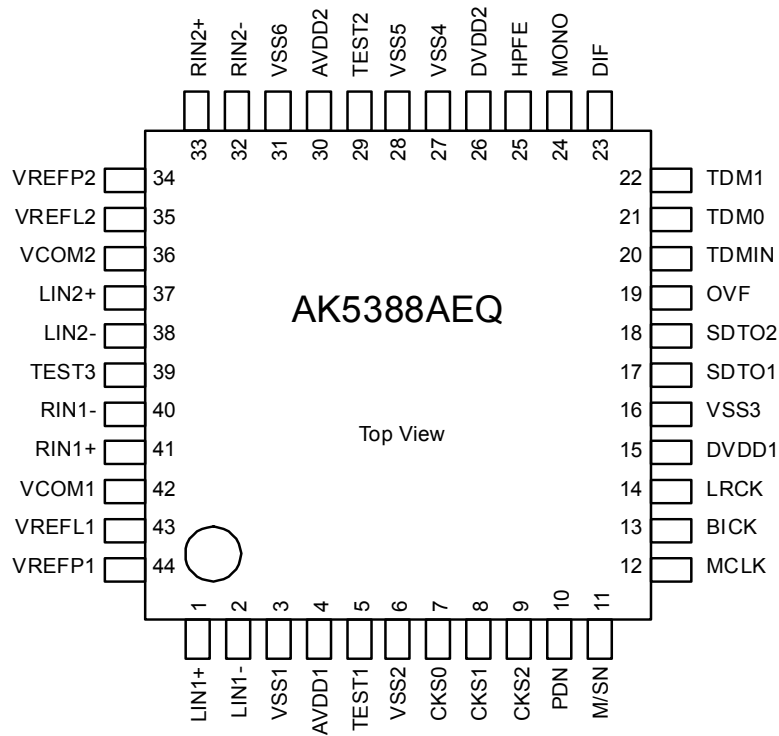 RIN2+ RIN2- VSS6 AVDD2 TEST2 VSS5 VSS4 DVDD2 HPFE MONO DIF
33 32 31 30 29 28 27 26 25 24 23
VREFP2 34 22 TDM1
VREFL2 35 21 TDM0
VCOM2 36 20 TDMIN
LIN2+ 37 19 OVF
AK5388AEQ
LIN2- 38 18 SDTO2
TEST3 39 17 SDTO1
RIN1- 40 16 VSS3
Top View
RIN1+ 41 15 DVDD1
VCOM1 42 14 LRCK
VREFL1 43 13 BICK
VREFP1 44 12 MCLK
1 2 3 4 5 6 7 8 9 10 11
LIN1+ LIN1- VSS1 AVDD1 TEST1 VSS2 CKS0 CKS1 CKS2 PDN M/SN